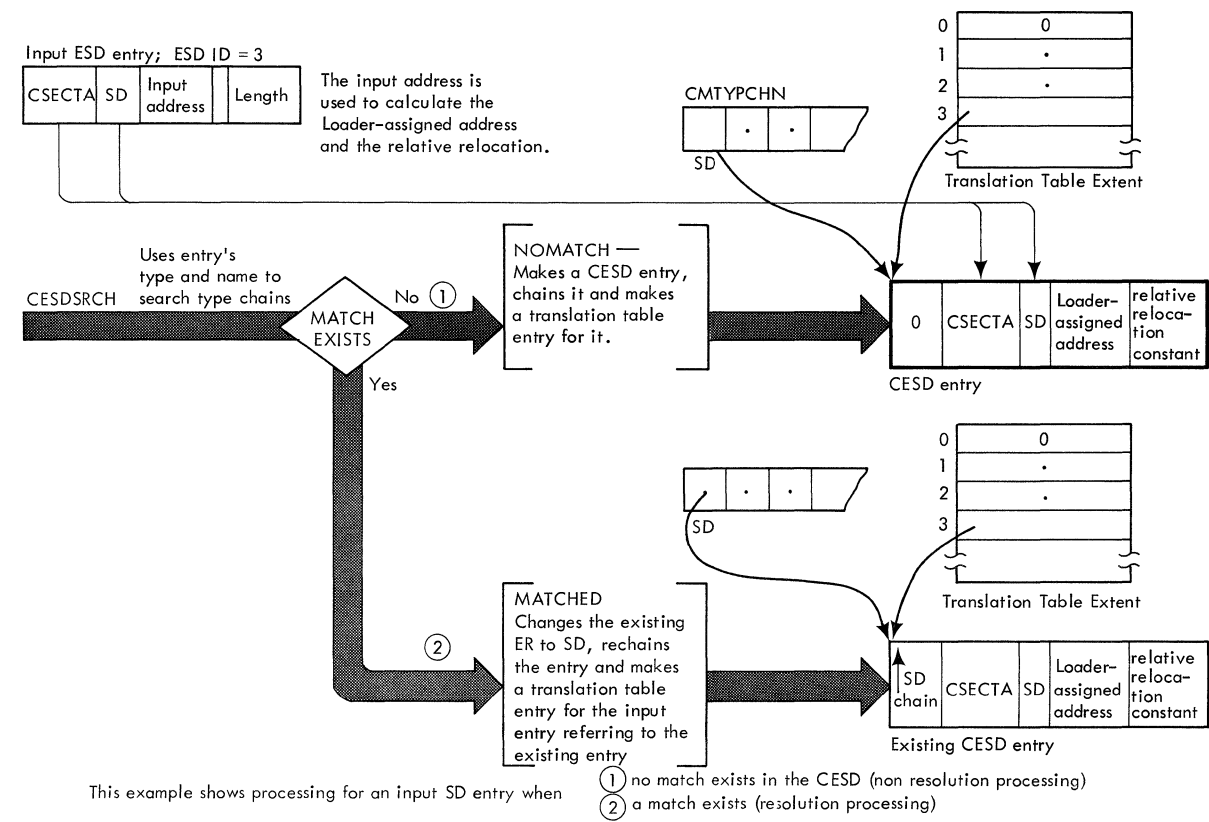 Input ESD entry; ESD ID = 3
CSECTA SD Input address Length
The input address is
used to calculate the
Loader-assigned address
and the relative relocation.
CMTYPCHN
SD
0 0
1 .
2 .
3
Translation Table Extent
CESDSRCH
Uses entry's
type and name to
search type chains
MATCH
EXISTS
No 1
Yes
NOMATCH —
Makes a CESD entry,
chains it and makes
a translation table
entry for it.
0 CSECTA SD Loader-assigned address relative reloca-tion constant
CESD entry
SD
0 0
1 .
2 .
3
Translation Table Extent
2
MATCHED
Changes the existing
ER to SD, rechains
the entry and makes
a translation table
entry for the input
entry referring to the
existing entry
SD chain CSECTA SD Loader-assigned address relative reloca-tion constant
Existing CESD entry
This example shows processing for an input SD entry when
1 no match exists in the CESD (non resolution processing)
2 a match exists (resolution processing)